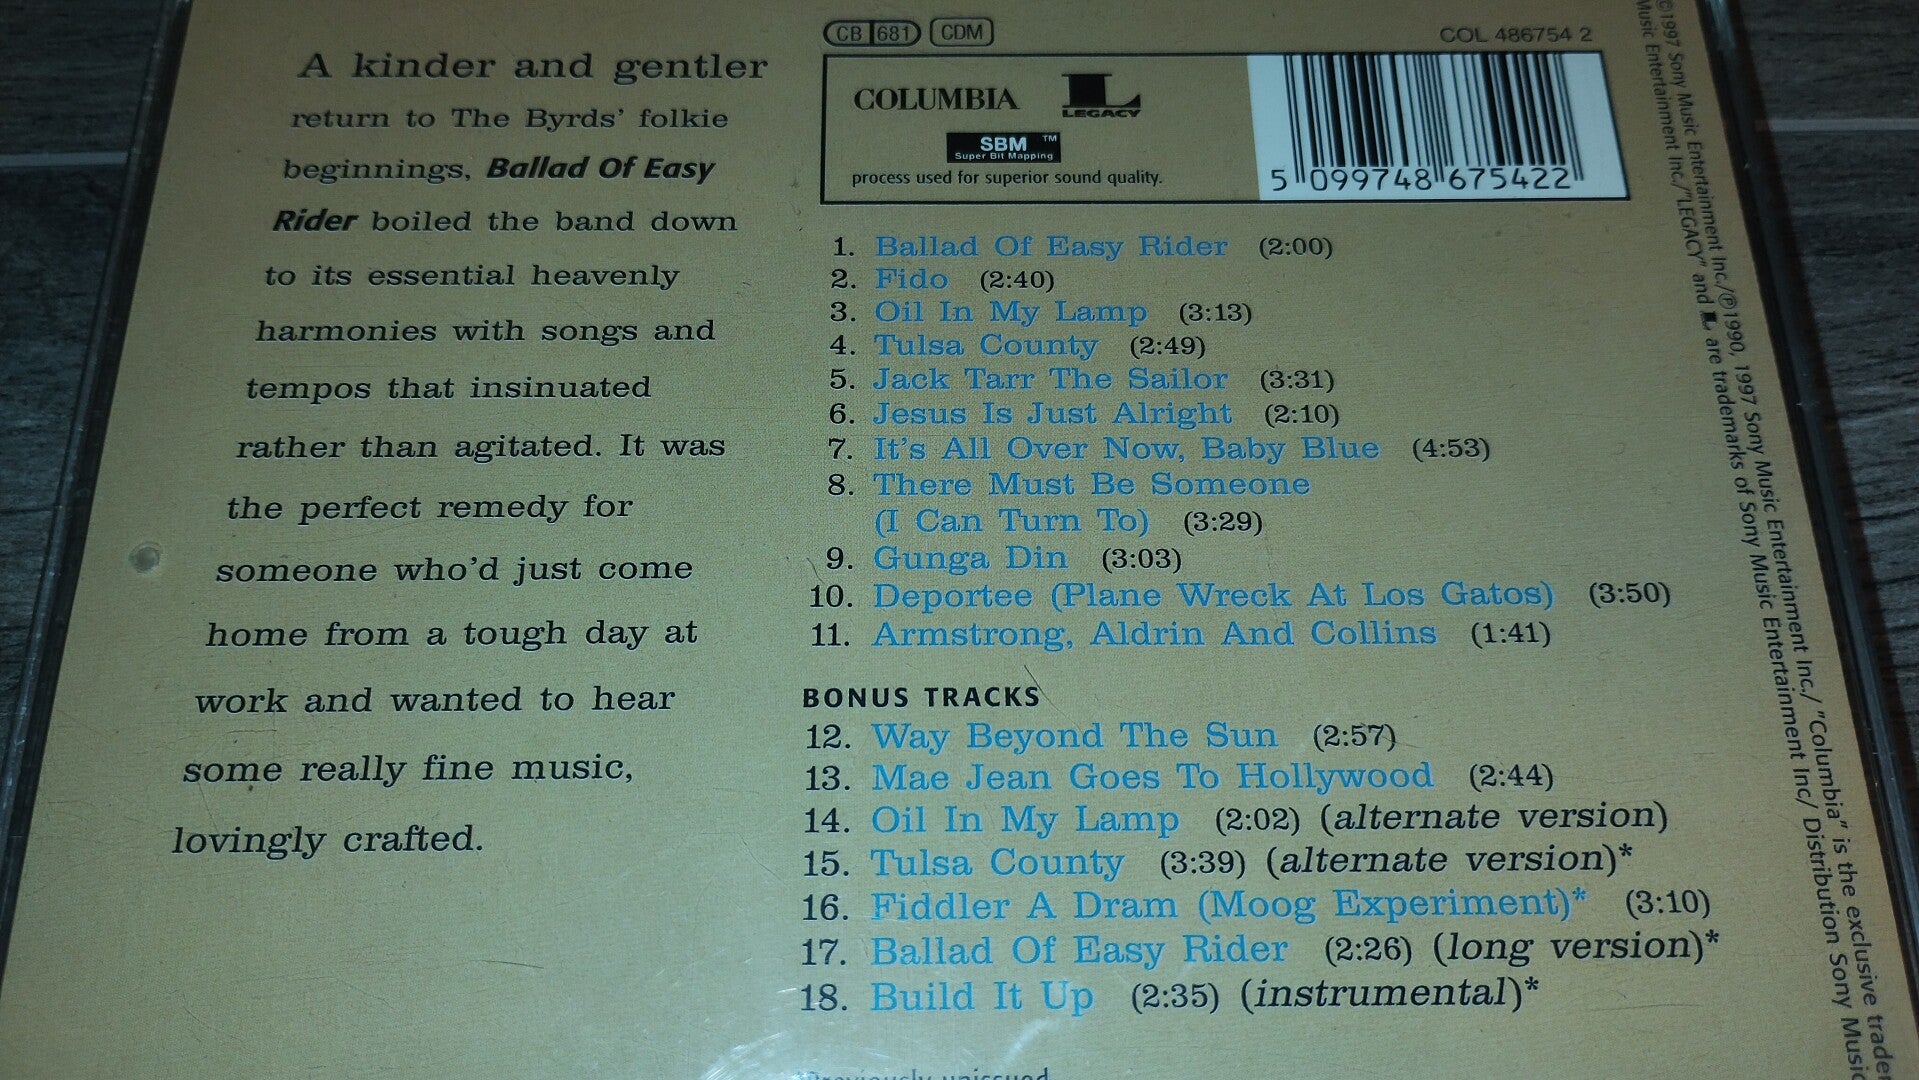 A kinder and gentler
return to The Byrds' folkie
beginnings, Ballad Of Easy
Rider boiled the band down
to its essential heavenly
harmonies with songs and
tempos that insinuated
rather than agitated. It was
the perfect remedy for
someone who'd just come
home from a tough day at
work and wanted to hear
some really fine music,
lovingly crafted.
CB 681 CDM
COL 486754 2
COLUMBIA
L
LEGACY
SBM ™
Super Bit Mapping
process used for superior sound quality.
5 099748 675422
1. Ballad Of Easy Rider (2:00)
2. Fido (2:40)
3. Oil In My Lamp (3:13)
4. Tulsa County (2:49)
5. Jack Tarr The Sailor (3:31)
6. Jesus Is Just Alright (2:10)
7. It's All Over Now, Baby Blue (4:53)
8. There Must Be Someone
(I Can Turn To) (3:29)
9. Gunga Din (3:03)
10. Deportee (Plane Wreck At Los Gatos) (3:50)
11. Armstrong, Aldrin And Collins (1:41)
BONUS TRACKS
12. Way Beyond The Sun (2:57)
13. Mae Jean Goes To Hollywood (2:44)
14. Oil In My Lamp (2:02) (alternate version)
15. Tulsa County (3:39) (alternate version)*
16. Fiddler A Dram (Moog Experiment)* (3:10)
17. Ballad Of Easy Rider (2:26) (long version)*
18. Build It Up (2:35) (instrumental)*
*Previously unissued
©1997 Sony Music Entertainment Inc./℗1990, 1997 Sony Music Entertainment Inc./ "Columbia" is the exclusive trade
Music Entertainment Inc./"LEGACY" and L are trademarks of Sony Music Entertainment Inc/ Distribution Sony Music